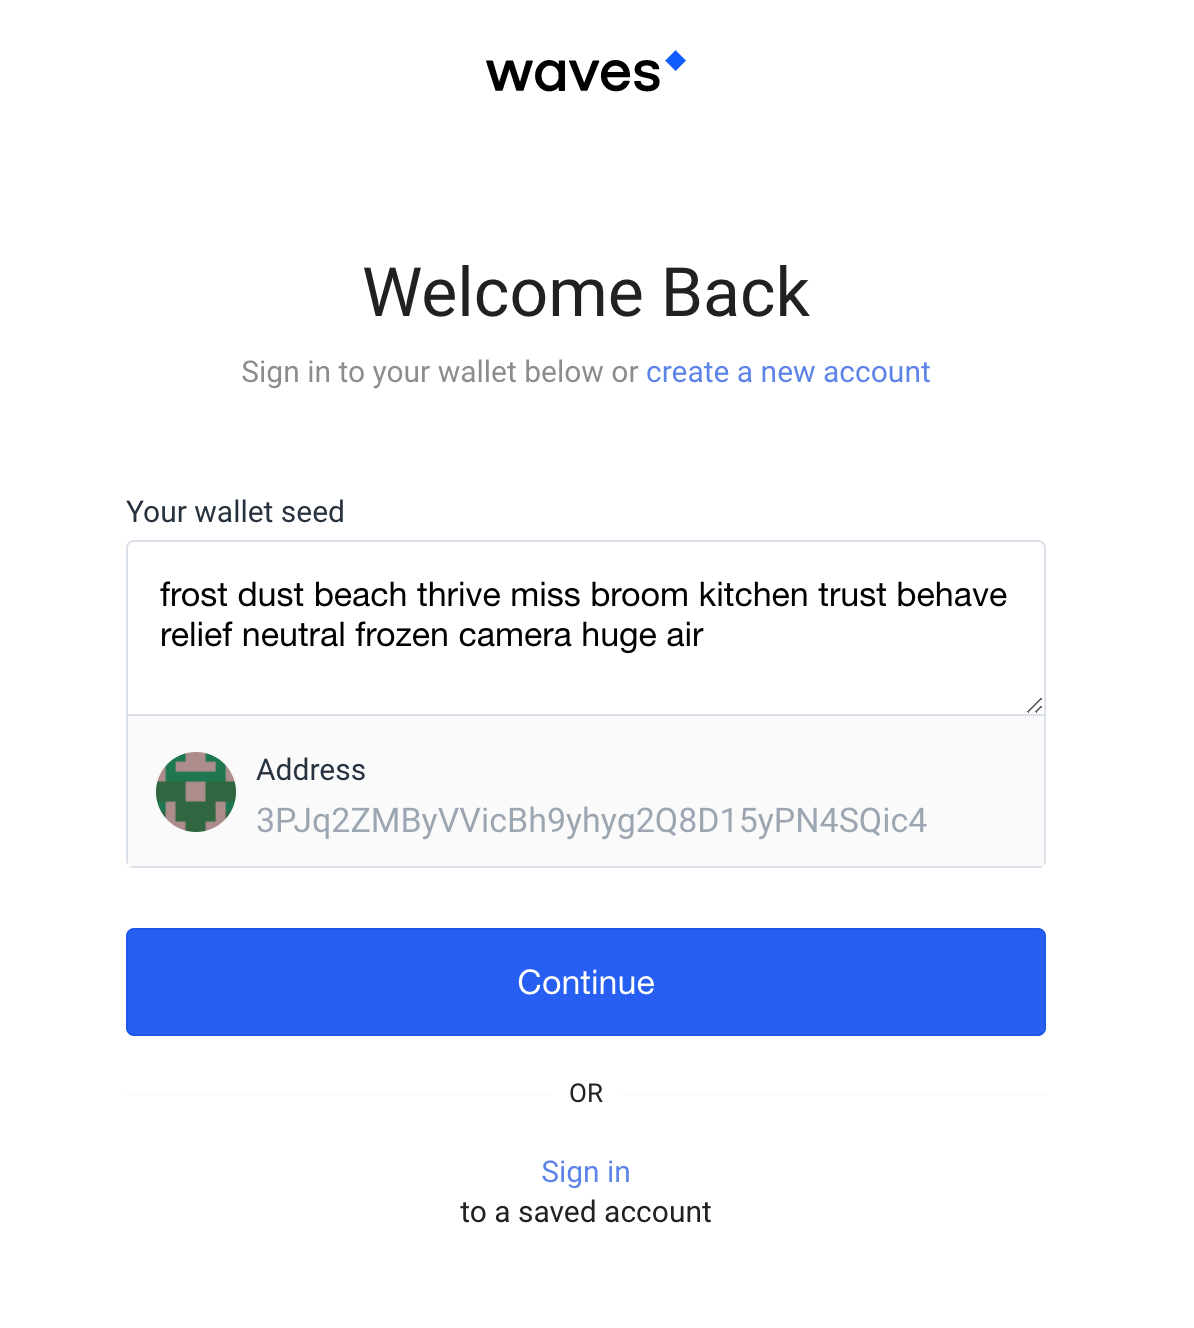 waves
Welcome Back
Sign in to your wallet below or create a new account
Your wallet seed
frost dust beach thrive miss broom kitchen trust behave
relief neutral frozen camera huge air
Address
3PJq2ZMByVVicBh9yhyg2Q8D15yPN4SQic4
Continue
OR
Sign in
to a saved account